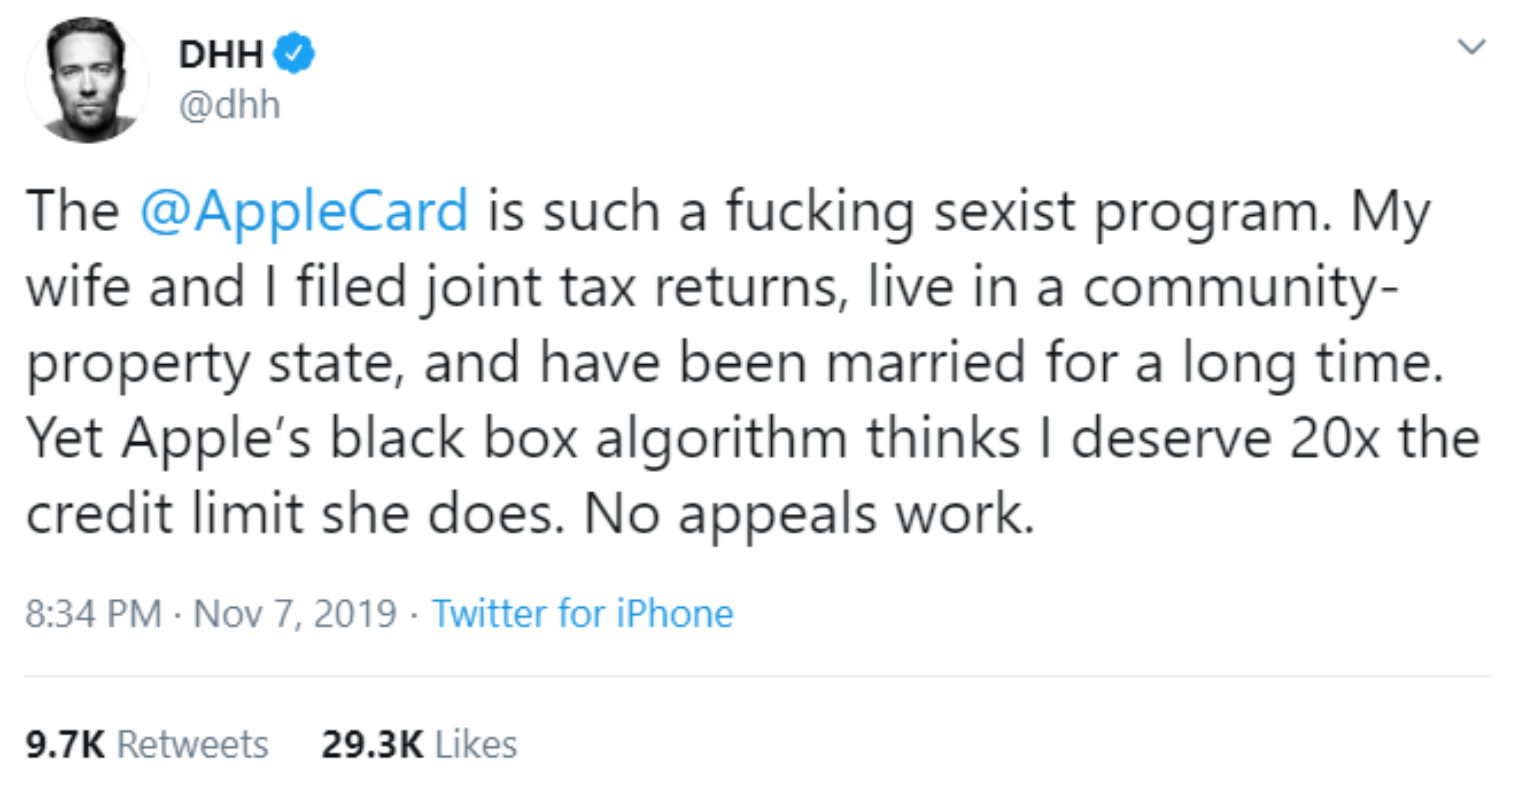 DHH
@dhh
The @AppleCard is such a fucking sexist program. My
wife and I filed joint tax returns, live in a community-
property state, and have been married for a long time.
Yet Apple’s black box algorithm thinks I deserve 20x the
credit limit she does. No appeals work.
8:34 PM · Nov 7, 2019 · Twitter for iPhone
9.7K Retweets 29.3K Likes